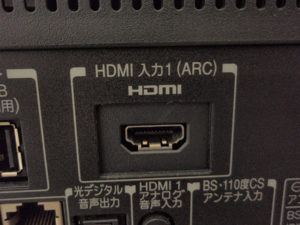 HDMI 入力1 (ARC)
HDMI
B
用)
光デジタル
音声出力
HDMI 1
アナログ
音声入力
BS・110度CS
アンテナ入力